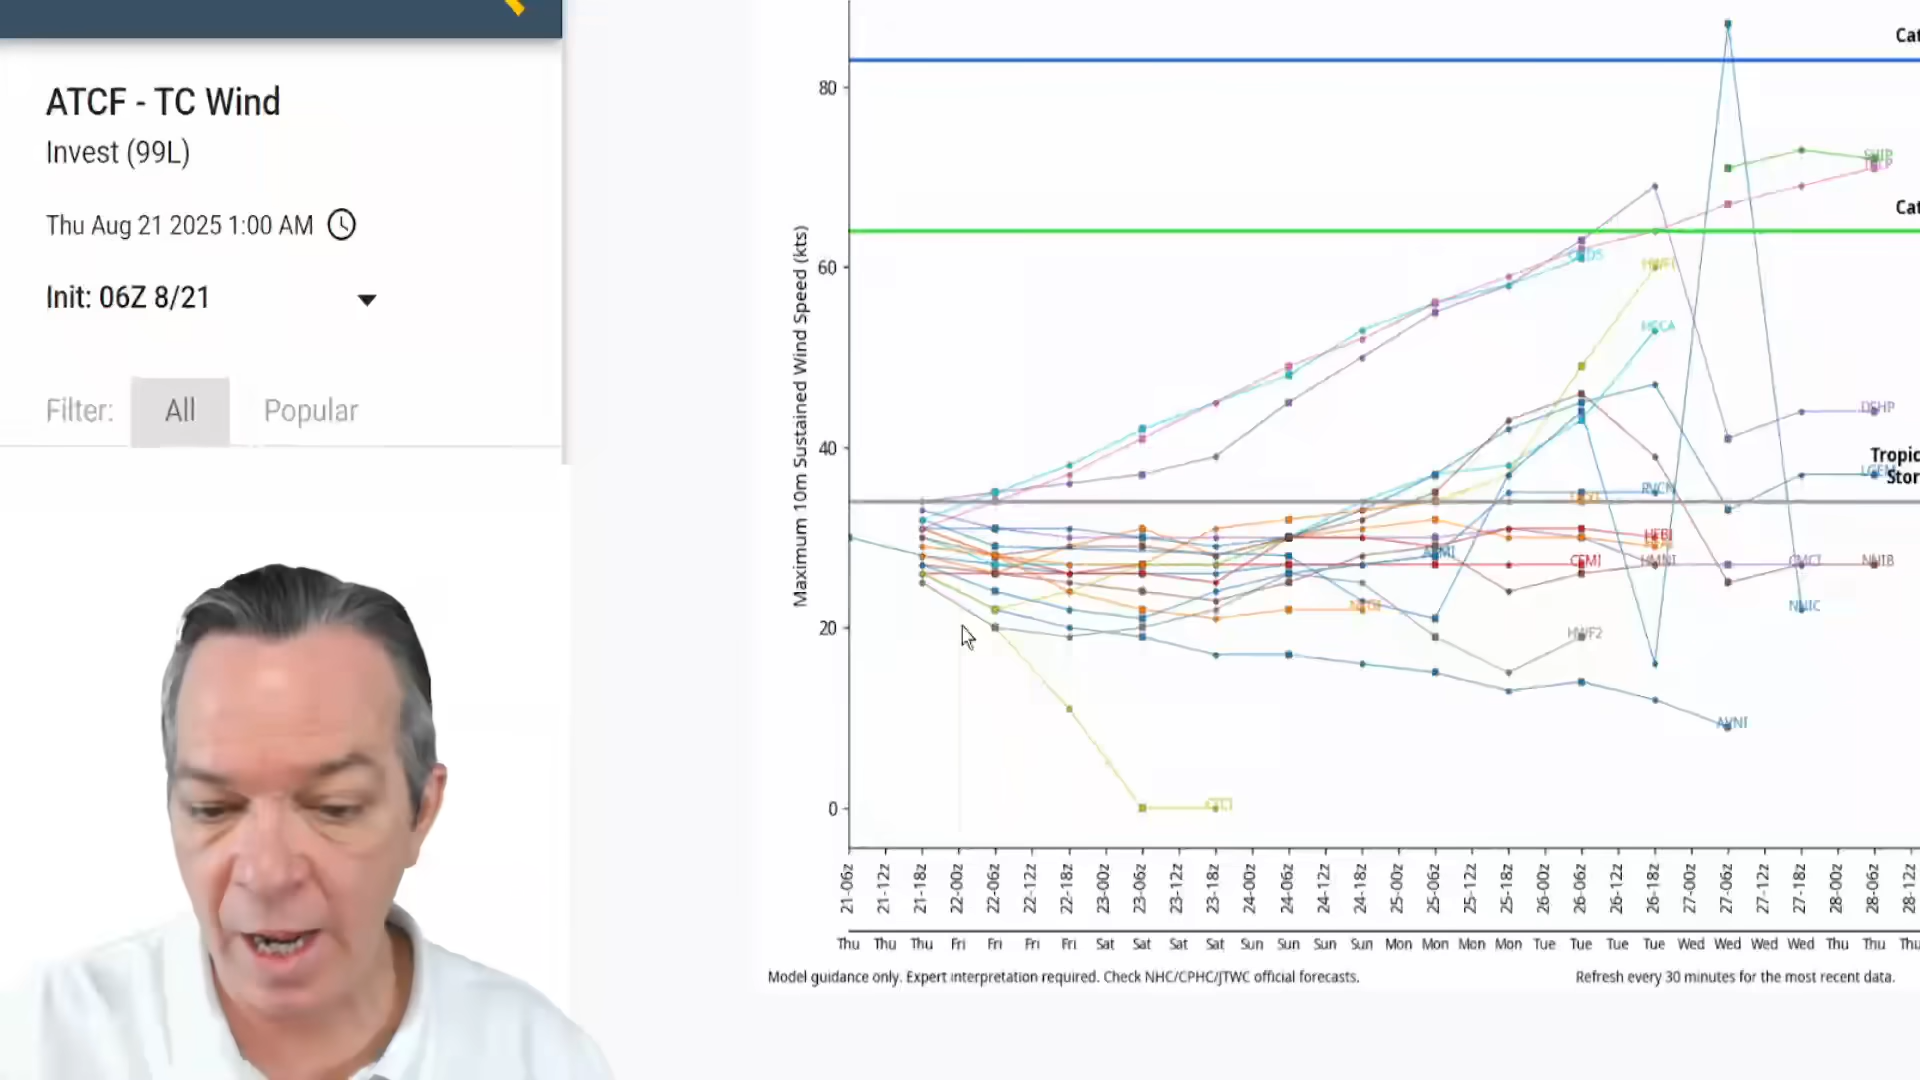 ATCF - TC Wind
Invest (99L)
Thu Aug 21 2025 1:00 AM
Init: 06Z 8/21
Filter: All Popular
Maximum 10m Sustained Wind Speed (kts)
80
60
40
20
0
Cat
Cat
Tropic
Stor
SHIP
HWFI
HCCA
DSHP
RVCN
CEMI
HMNI
CMCI
NNIB
NNIC
HWF2
AVNI
21-06z 21-12z 21-18z 22-00z 22-06z 22-12z 22-18z 23-00z 23-06z 23-12z 23-18z 24-00z 24-06z 24-12z 24-18z 25-00z 25-06z 25-12z 25-18z 26-00z 26-06z 26-12z 26-18z 27-00z 27-06z 27-12z 27-18z 28-00z 28-06z 28-12
Thu Thu Thu Fri Fri Fri Fri Sat Sat Sat Sat Sun Sun Sun Sun Mon Mon Mon Mon Tue Tue Tue Tue Wed Wed Wed Wed Thu Thu Thu
Model guidance only. Expert interpretation required. Check NHC/CPHC/JTWC official forecasts.
Refresh every 30 minutes for the most recent data.